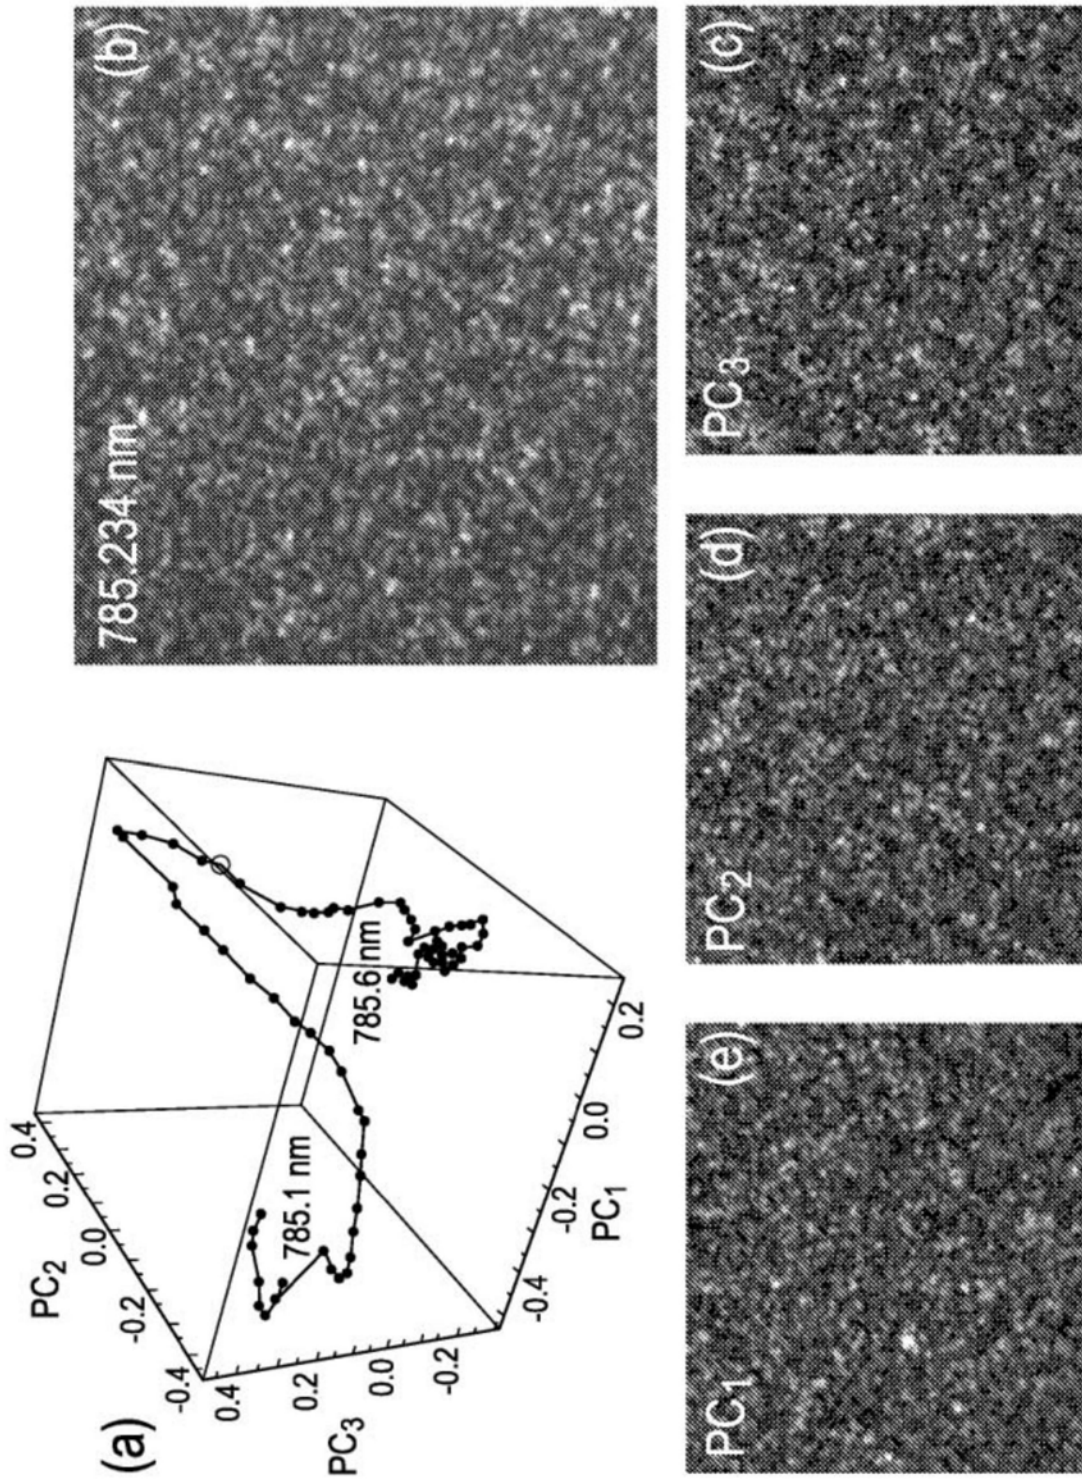 (a)
PC₂
0.4
0.2
0.0
-0.2
-0.4
PC₃
0.4
0.2
0.0
-0.2
PC₁
-0.4
-0.2
0.0
0.2
785.1 nm
785.6 nm
785.234 nm
(b)
PC₁
(e)
PC₂
(d)
PC₃
(c)